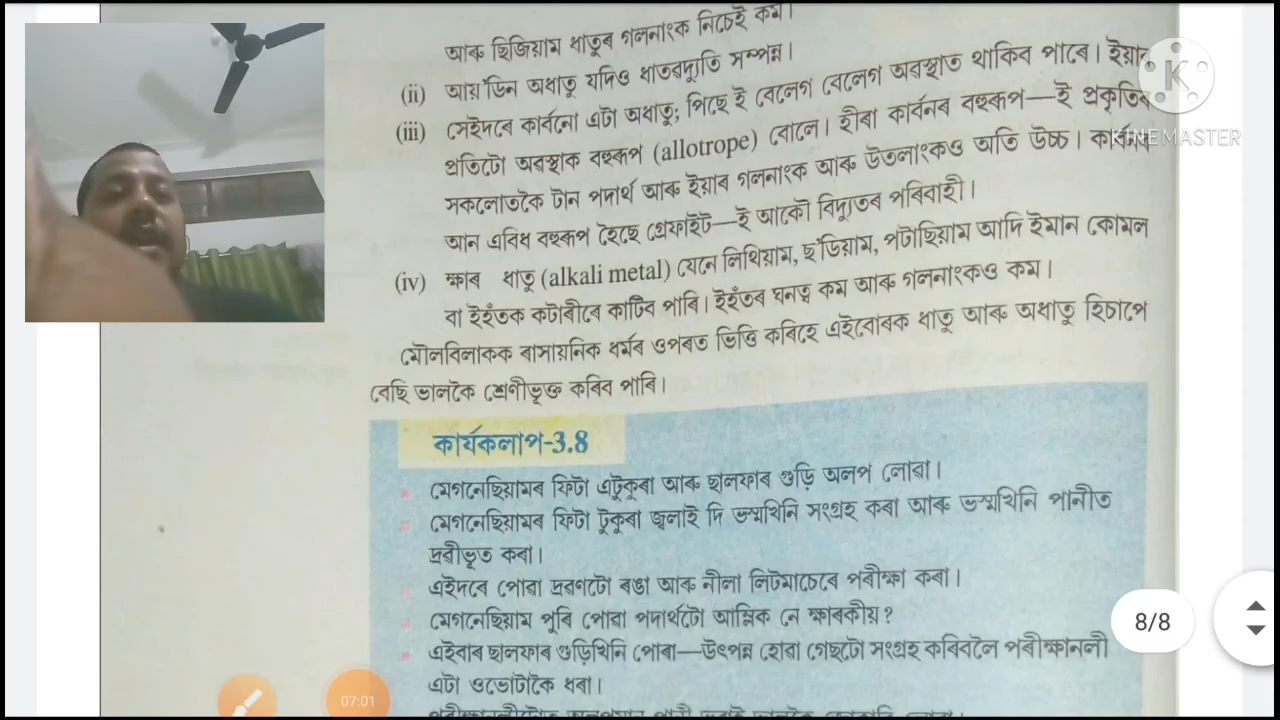 আৰু ছিজিয়াম ধাতুৰ গলনাংক নিচেই কম।
(ii) আয়'ডিন অধাতু যদিও ধাতৱদ্যুতি সম্পন্ন।
(iii) সেইদৰে কাৰ্বনো এটা অধাতু; পিছে ই বেলেগ বেলেগ অৱস্থাত থাকিব পাৰে। ইয়াৰ
প্ৰতিটো অৱস্থাক বহুৰূপ (allotrope) বোলে। হীৰা কাৰ্বনৰ বহুৰূপ—ই প্ৰকৃতিৰ
সকলোতকৈ টান পদাৰ্থ আৰু ইয়াৰ গলনাংক আৰু উতলাংকও অতি উচ্চ। কাৰ্বনৰ
আন এবিধ বহুৰূপ হৈছে গ্ৰেফাইট—ই আকৌ বিদ্যুতৰ পৰিবাহী।
(iv) ক্ষাৰ ধাতু (alkali metal) যেনে লিথিয়াম, ছ'ডিয়াম, পটাছিয়াম আদি ইমান কোমল
বা ইহঁতক কটাৰীৰে কাটিব পাৰি। ইহঁতৰ ঘনত্ব কম আৰু গলনাংকও কম।
মৌলবিলাকক ৰাসায়নিক ধৰ্মৰ ওপৰত ভিত্তি কৰিহে এইবোৰক ধাতু আৰু অধাতু হিচাপে
বেছি ভালকৈ শ্ৰেণীভূক্ত কৰিব পাৰি।
কাৰ্যকলাপ-3.8
মেগনেছিয়ামৰ ফিটা এটুকুৰা আৰু ছালফাৰ গুড়ি অলপ লোৱা।
মেগনেছিয়ামৰ ফিটা টুকুৰা জ্বলাই দি ভস্মখিনি সংগ্ৰহ কৰা আৰু ভস্মখিনি পানীত
দ্ৰৱীভূত কৰা।
এইদৰে পোৱা দ্ৰৱণটো ৰঙা আৰু নীলা লিটমাচেৰে পৰীক্ষা কৰা।
মেগনেছিয়াম পুৰি পোৱা পদাৰ্থটো আম্লিক নে ক্ষাৰকীয়?
এইবাৰ ছালফাৰ গুড়িখিনি পোৰা—উৎপন্ন হোৱা গেছটো সংগ্ৰহ কৰিবলৈ পৰীক্ষানলী
এটা ওভোটাকৈ ধৰা।
KINEMASTER
8/8
07:01